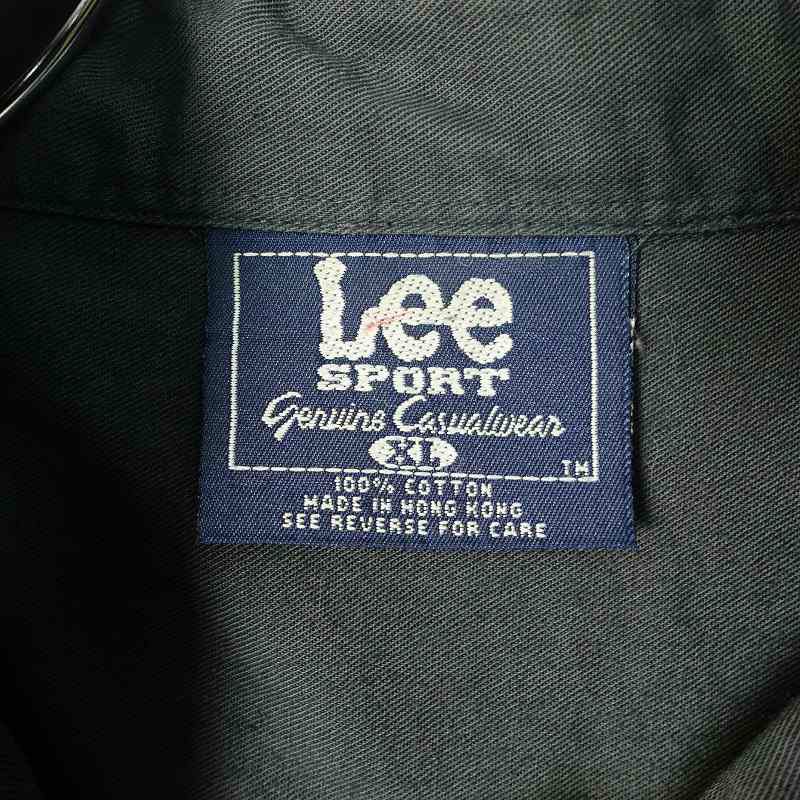 Lee
SPORT
Genuine Casualwear
XL
TM
100% COTTON
MADE IN HONG KONG
SEE REVERSE FOR CARE